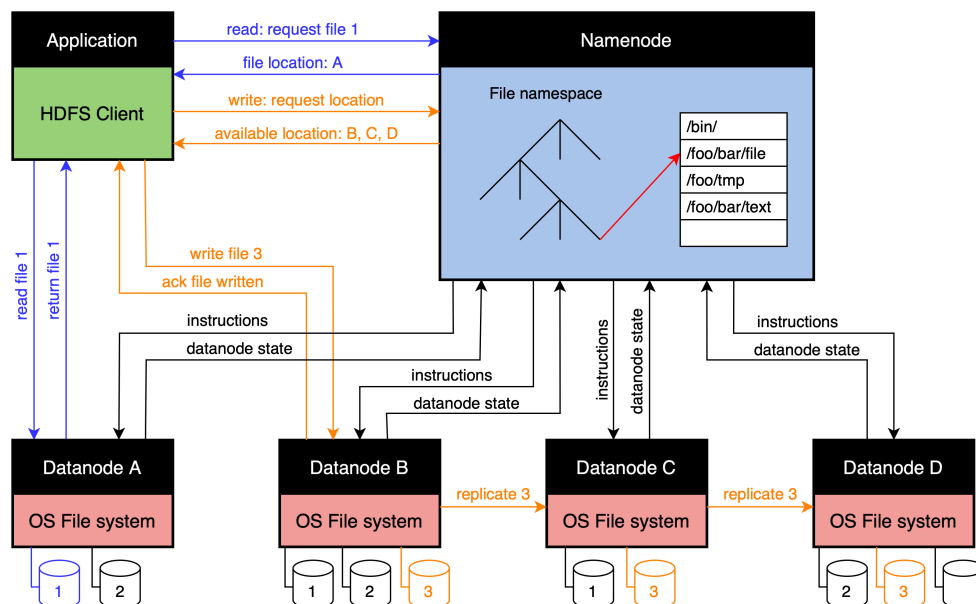 Application
HDFS Client
read: request file 1
file location: A
write: request location
available location: B, C, D
Namenode
File namespace
/bin/
/foo/bar/file
/foo/tmp
/foo/bar/text
read file 1
return file 1
write file 3
ack file written
instructions
datanode state
instructions
datanode state
instructions
datanode state
instructions
datanode state
Datanode A
OS File system
1
2
Datanode B
OS File system
1
2
3
replicate 3
Datanode C
OS File system
1
3
replicate 3
Datanode D
OS File system
2
3